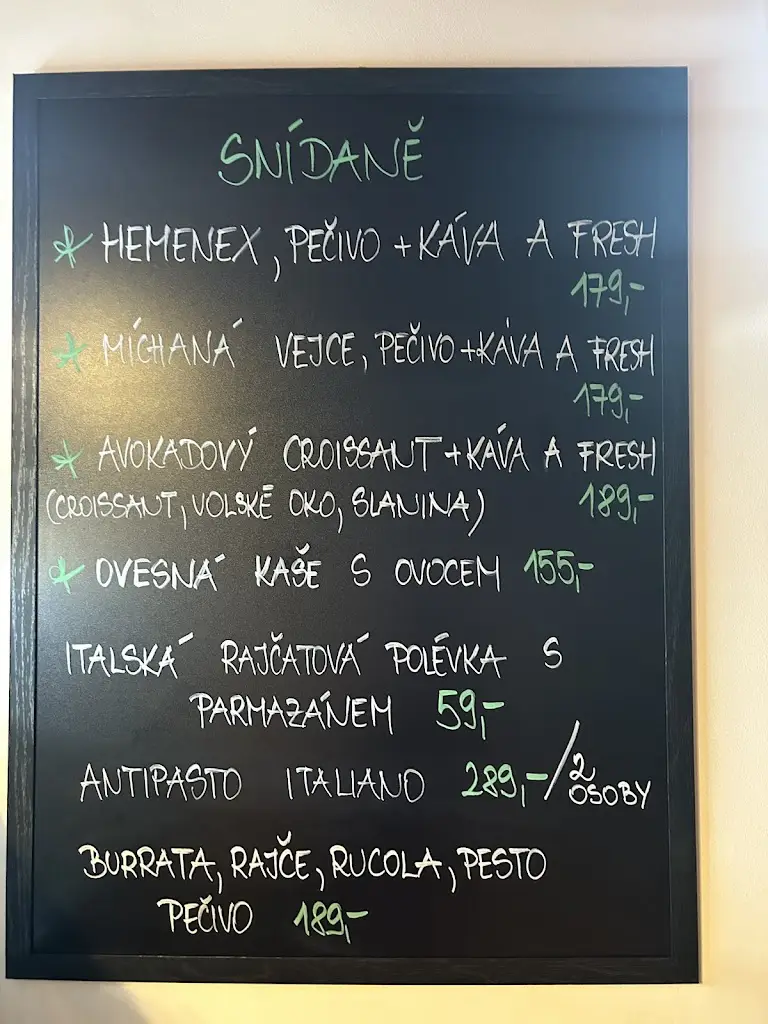 SNÍDANĚ
* HEMENEX, PEČIVO + KÁVA A FRESH
179,-
* MÍCHANÁ VEJCE, PEČIVO + KÁVA A FRESH
179,-
* AVOKADOVÝ CROISSANT + KÁVA A FRESH
(CROISSANT, VOLSKÉ OKO, SLANINA) 189,-
* OVESNÁ KAŠE S OVOCEM 155,-
ITALSKÁ RAJČATOVÁ POLÉVKA S
PARMAZÁNEM 59,-
ANTIPASTO ITALIANO 289,-/2 OSOBY
BURRATA, RAJČE, RUCOLA, PESTO
PEČIVO 189,-